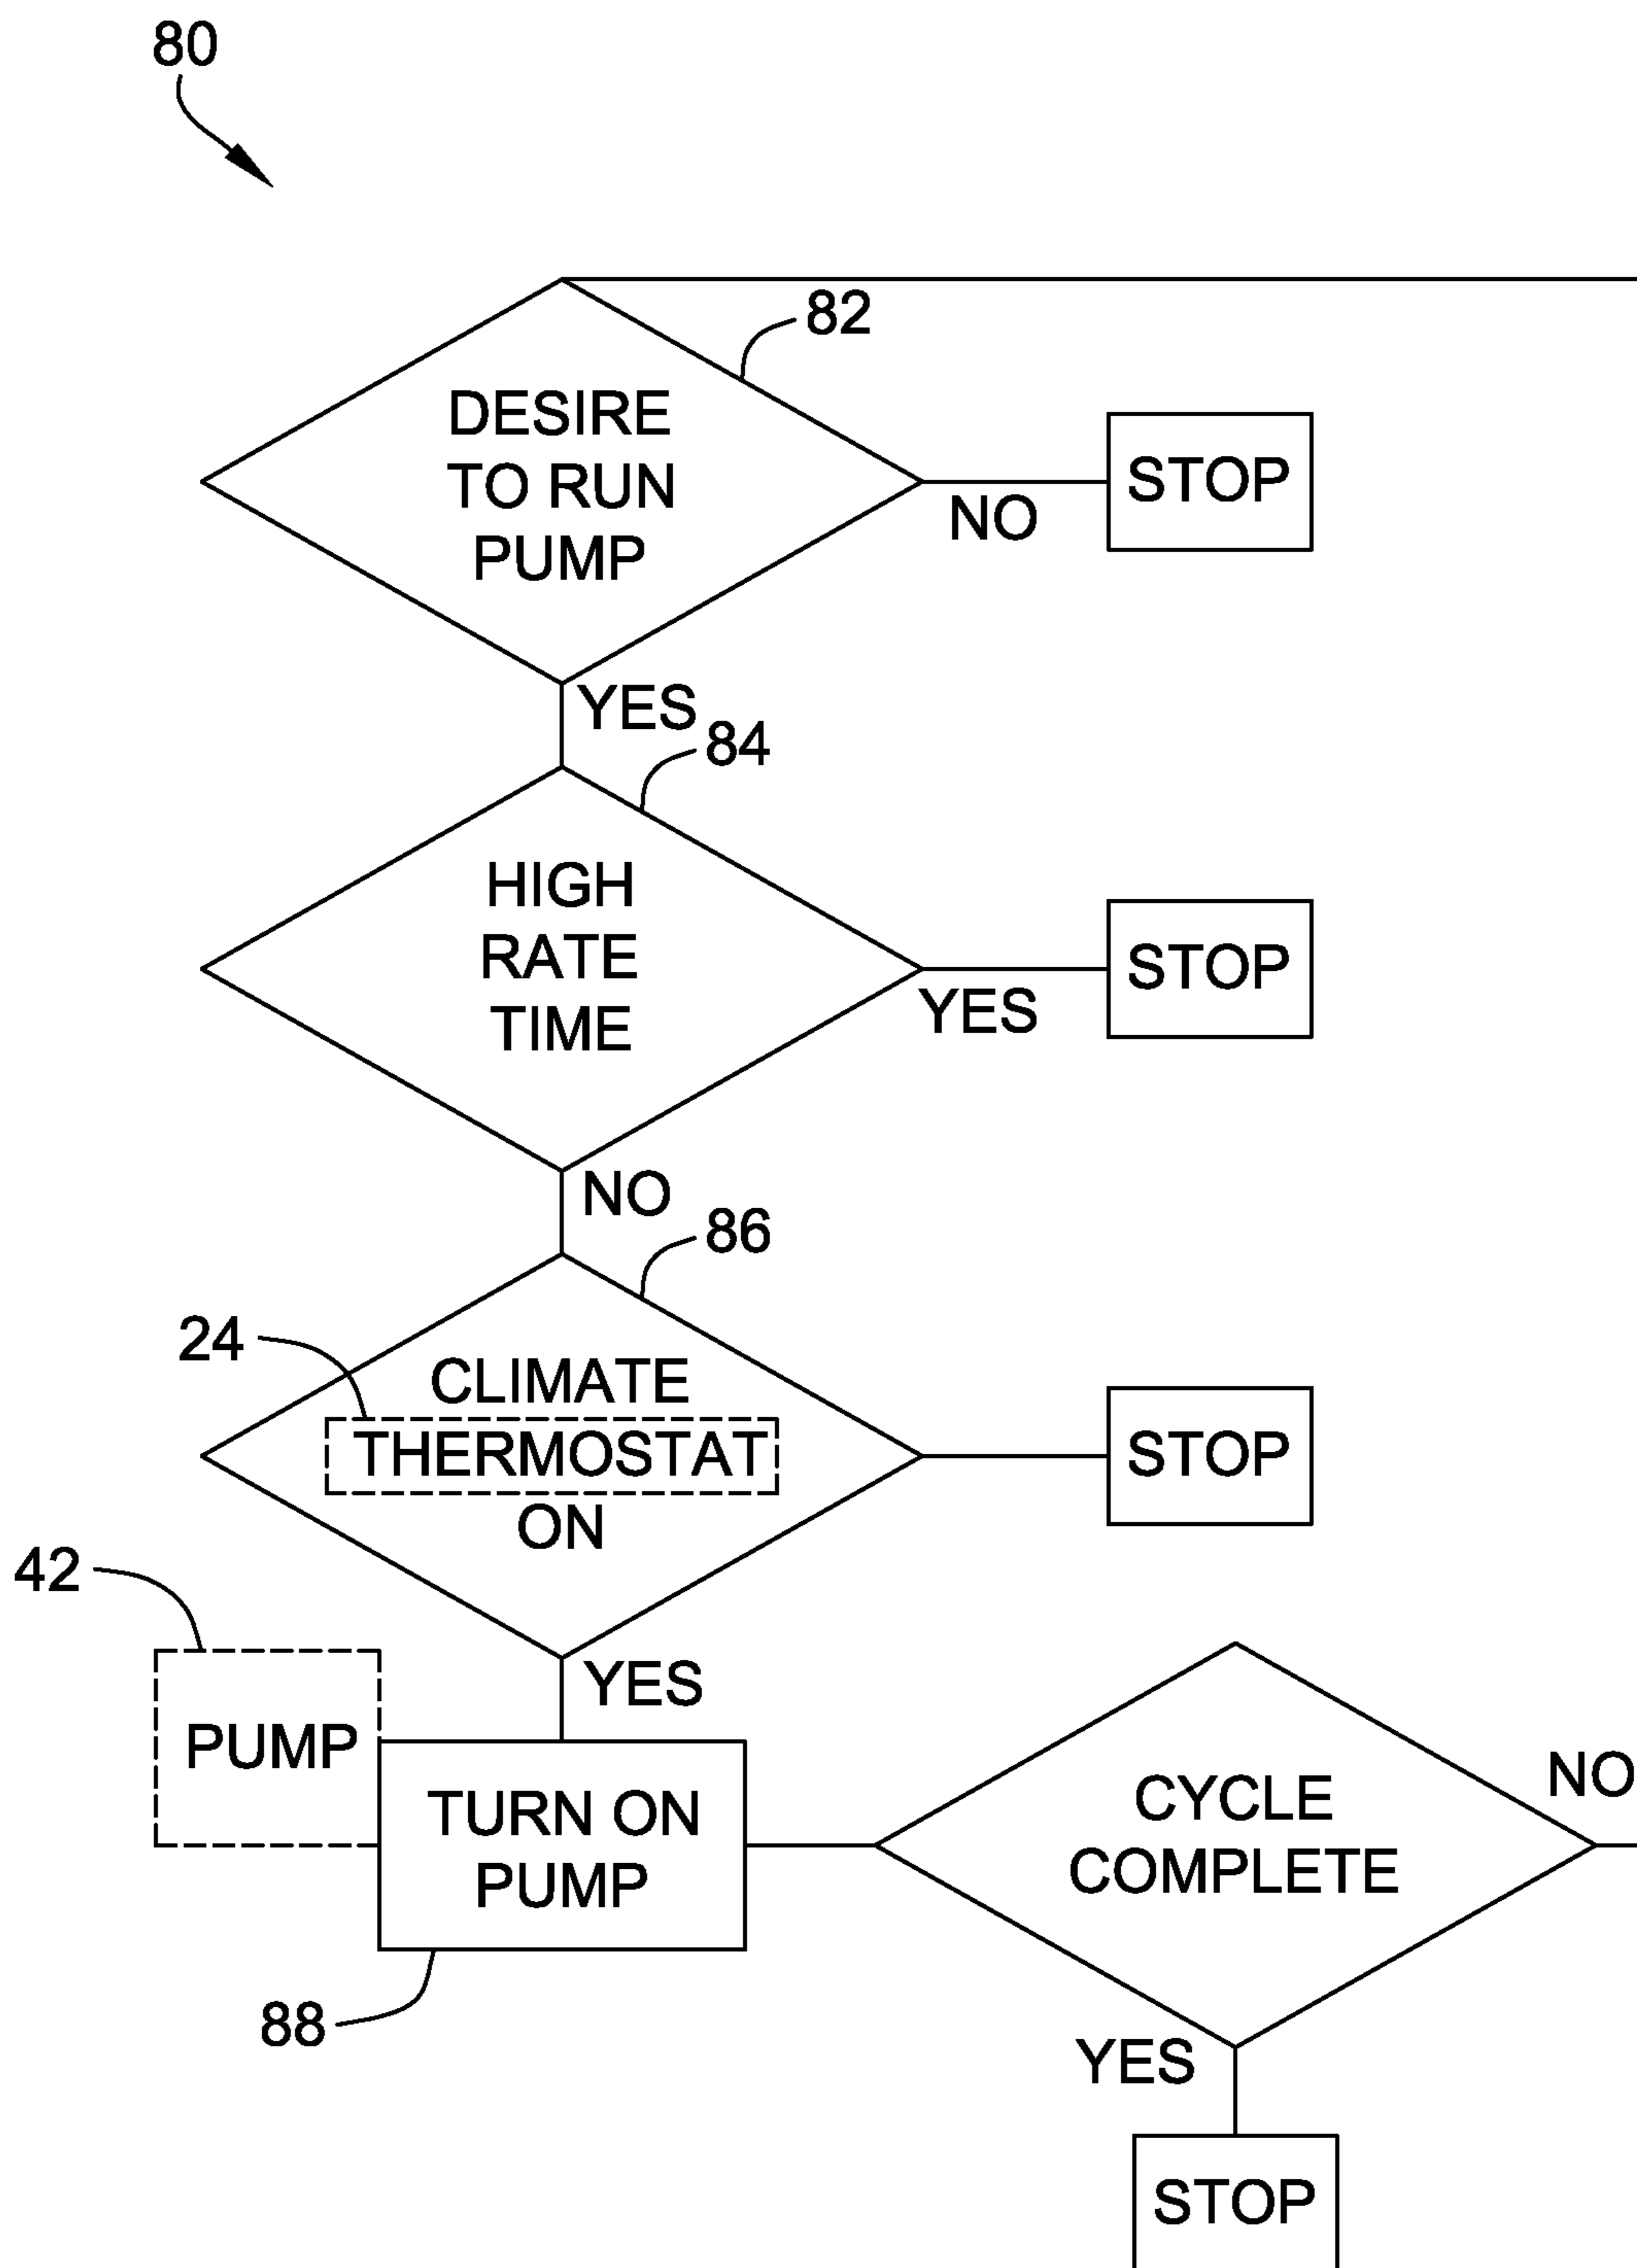 80
82
DESIRE
TO RUN
PUMP
NO
STOP
YES
84
HIGH
RATE
TIME
YES
STOP
NO
86
24
CLIMATE
THERMOSTAT
ON
STOP
42
YES
PUMP
TURN ON
PUMP
88
CYCLE
COMPLETE
NO
YES
STOP